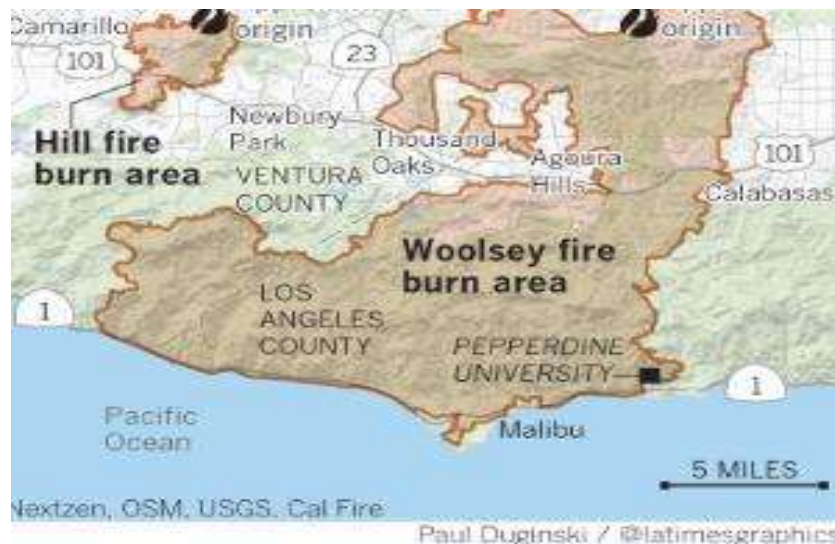 Camarillo
origin
origin
23
101
Newbury
Park
Hill fire
burn area
Thousand
Oaks
Agoura
Hills
101
VENTURA
COUNTY
Calabasas
Woolsey fire
burn area
LOS
ANGELES
COUNTY
1
PEPPERDINE
UNIVERSITY
1
Pacific
Ocean
Malibu
5 MILES
Nextzen, OSM, USGS, Cal Fire
Paul Duginski / @latimesgraphics